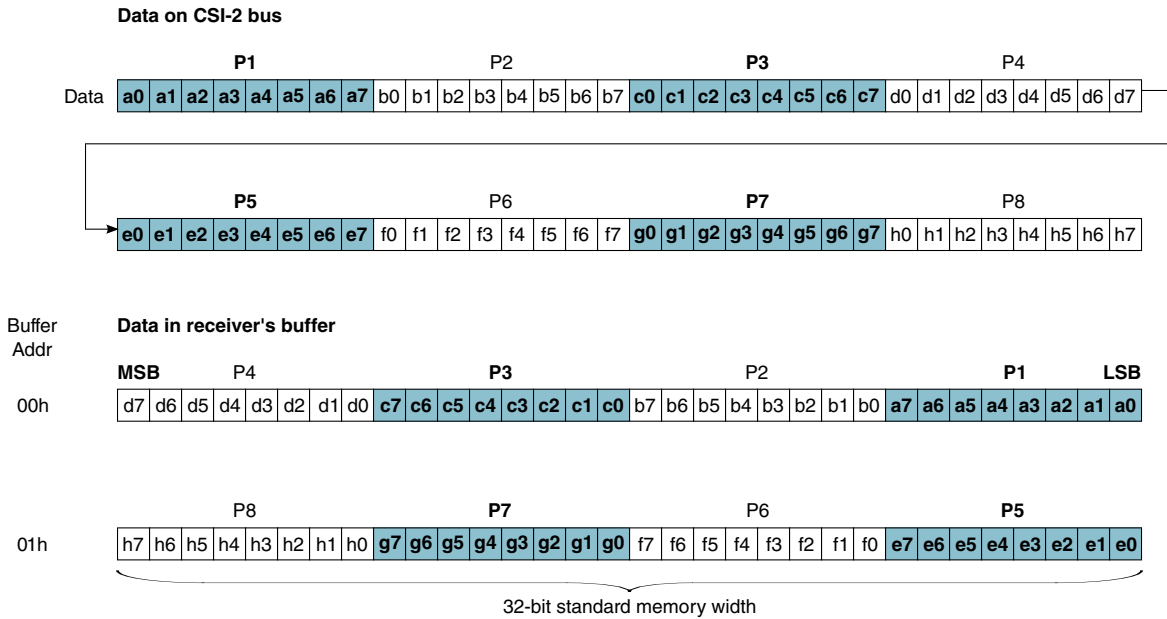 Data on CSI-2 bus
P1 P2 P3 P4
Data a0 a1 a2 a3 a4 a5 a6 a7 b0 b1 b2 b3 b4 b5 b6 b7 c0 c1 c2 c3 c4 c5 c6 c7 d0 d1 d2 d3 d4 d5 d6 d7
P5 P6 P7 P8
e0 e1 e2 e3 e4 e5 e6 e7 f0 f1 f2 f3 f4 f5 f6 f7 g0 g1 g2 g3 g4 g5 g6 g7 h0 h1 h2 h3 h4 h5 h6 h7
Buffer
Addr
Data in receiver's buffer
MSB P4 P3 P2 P1 LSB
00h d7 d6 d5 d4 d3 d2 d1 d0 c7 c6 c5 c4 c3 c2 c1 c0 b7 b6 b5 b4 b3 b2 b1 b0 a7 a6 a5 a4 a3 a2 a1 a0
P8 P7 P6 P5
01h h7 h6 h5 h4 h3 h2 h1 h0 g7 g6 g5 g4 g3 g2 g1 g0 f7 f6 f5 f4 f3 f2 f1 f0 e7 e6 e5 e4 e3 e2 e1 e0
32-bit standard memory width